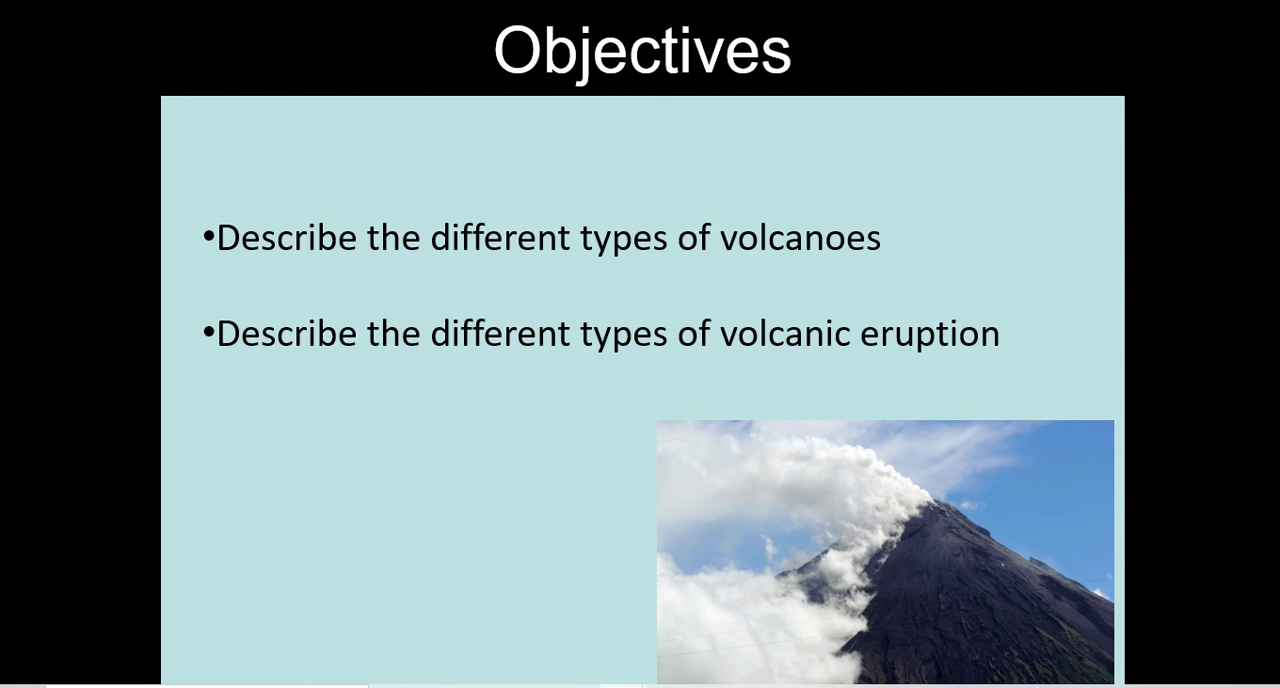 Objectives
•Describe the different types of volcanoes
•Describe the different types of volcanic eruption